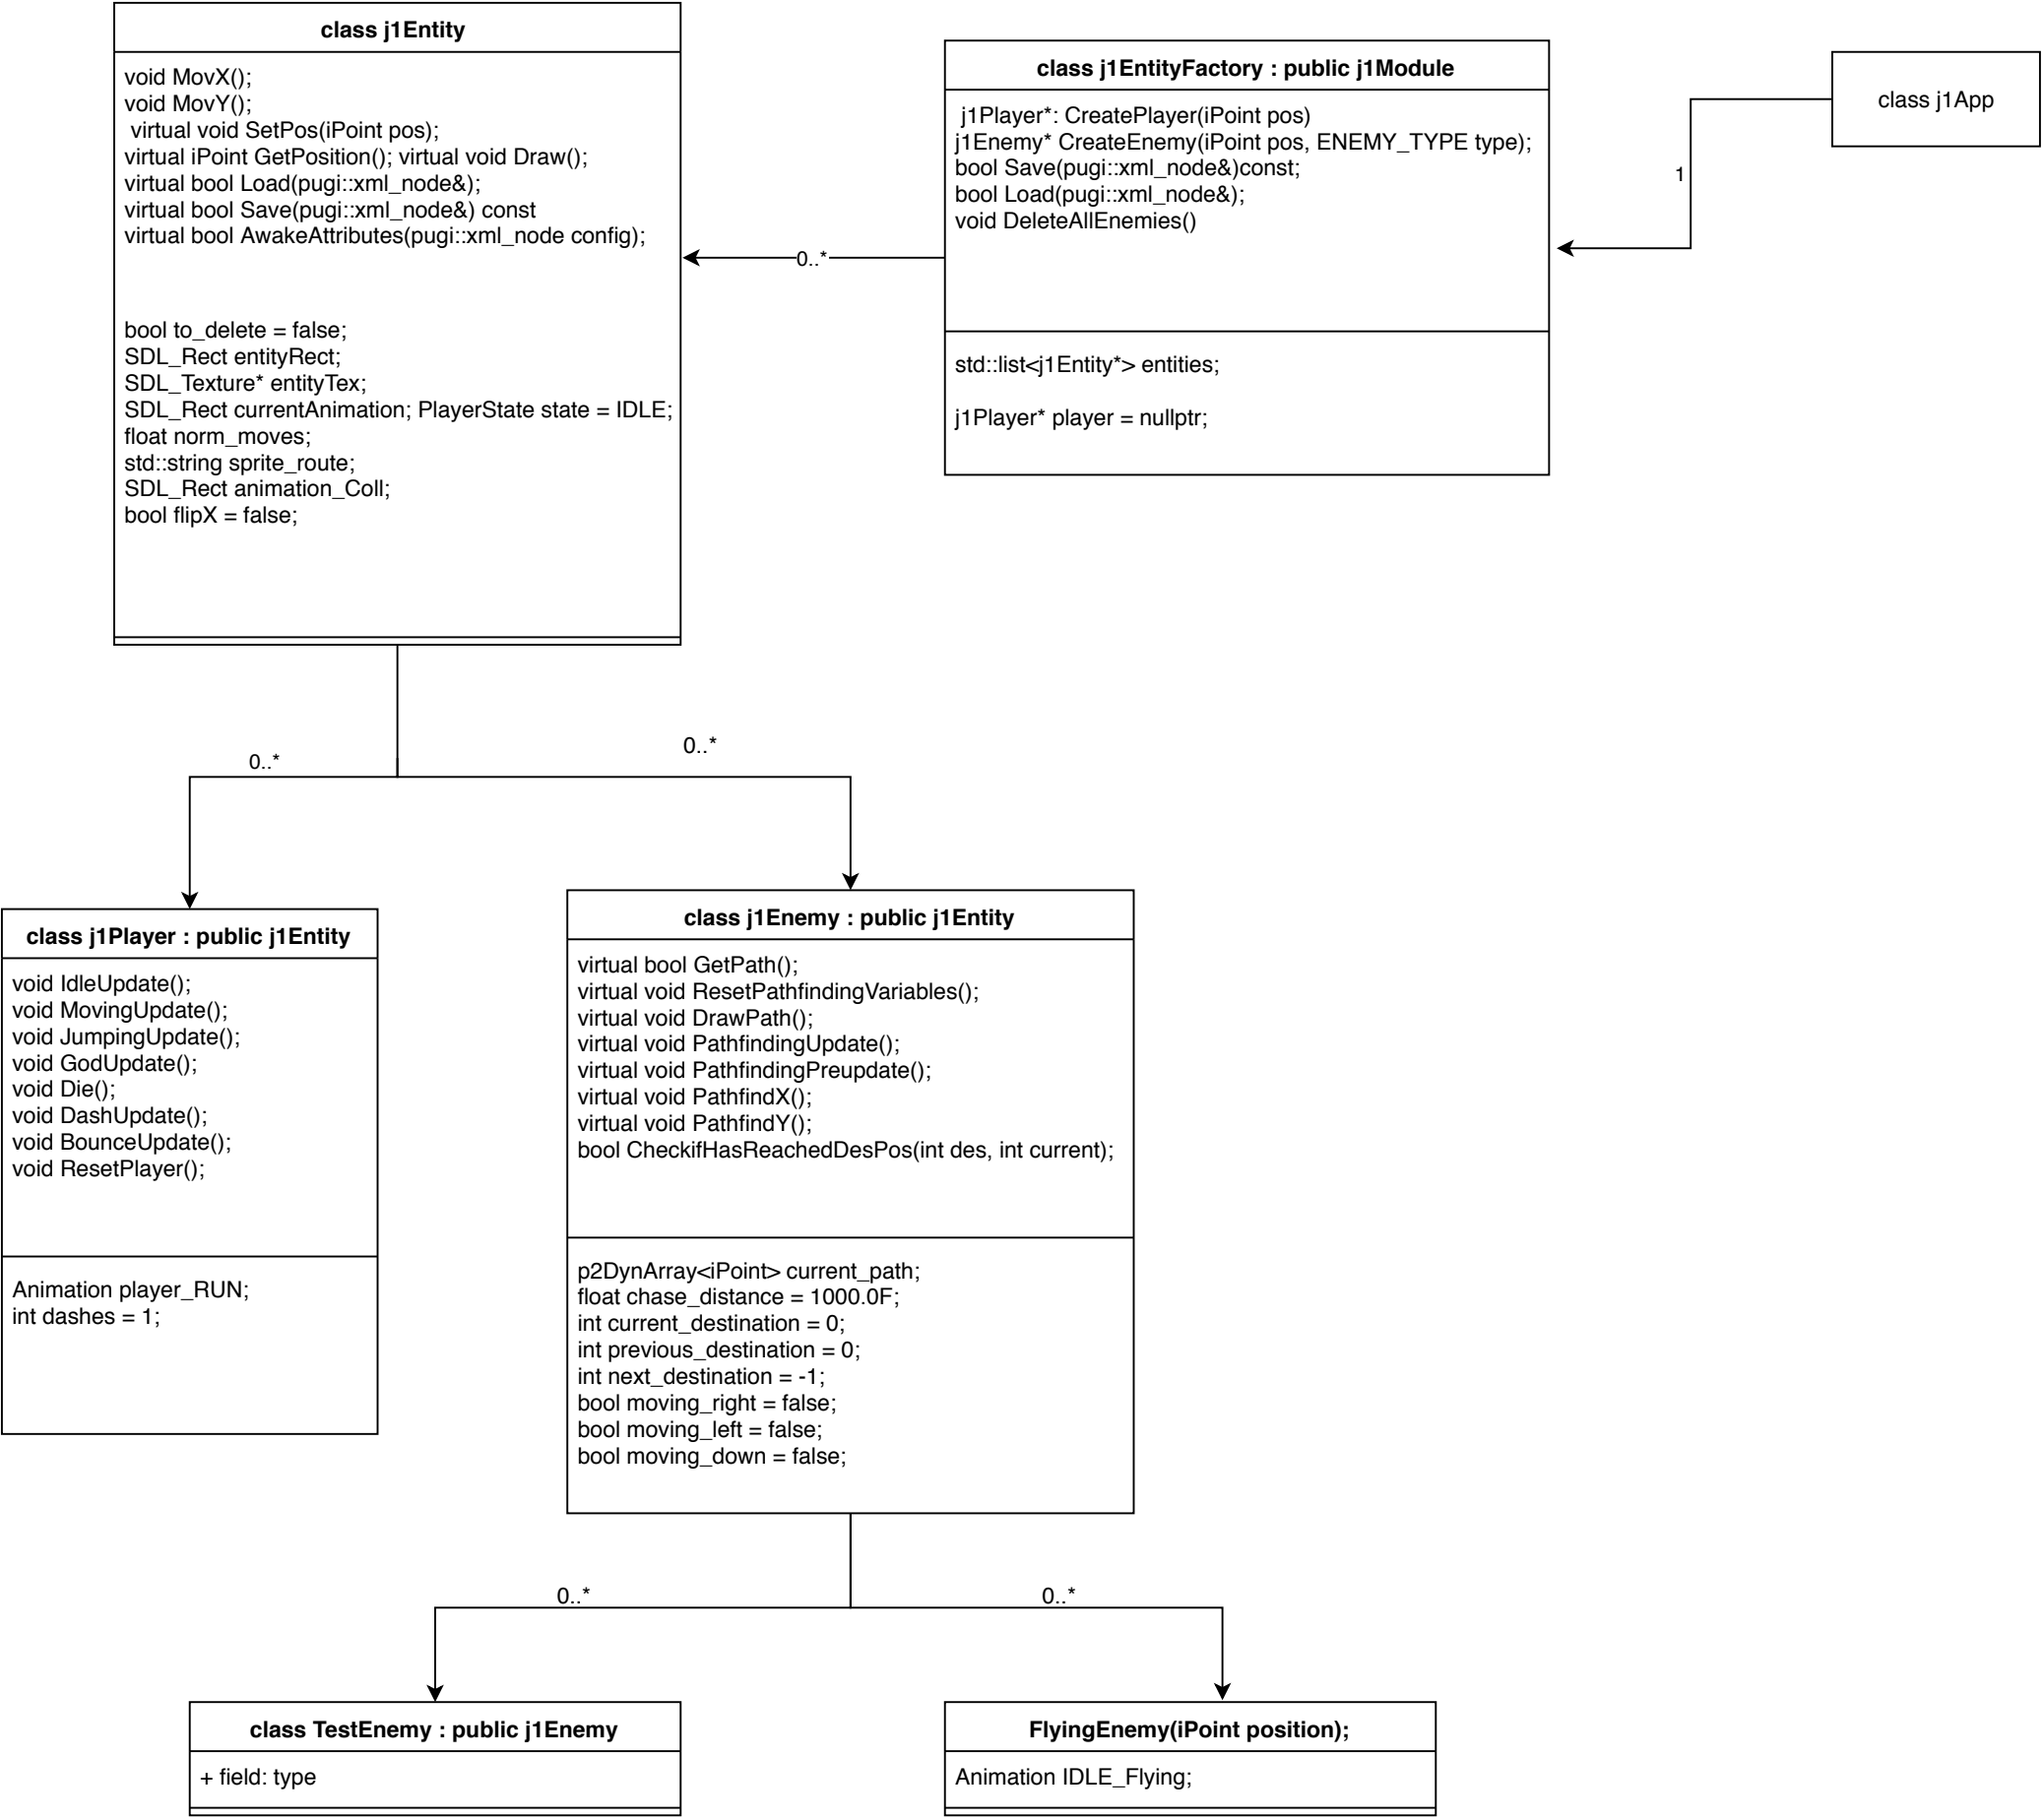 class j1Entity
void MovX();
void MovY();
virtual void SetPos(iPoint pos);
virtual iPoint GetPosition(); virtual void Draw();
virtual bool Load(pugi::xml_node&);
virtual bool Save(pugi::xml_node&) const
virtual bool AwakeAttributes(pugi::xml_node config);
bool to_delete = false;
SDL_Rect entityRect;
SDL_Texture* entityTex;
SDL_Rect currentAnimation; PlayerState state = IDLE;
float norm_moves;
std::string sprite_route;
SDL_Rect animation_Coll;
bool flipX = false;
0..*
class j1EntityFactory : public j1Module
j1Player*: CreatePlayer(iPoint pos)
j1Enemy* CreateEnemy(iPoint pos, ENEMY_TYPE type);
bool Save(pugi::xml_node&)const;
bool Load(pugi::xml_node&);
void DeleteAllEnemies()
std::list<j1Entity*> entities;
j1Player* player = nullptr;
1
class j1App
0..*
0..*
class j1Player : public j1Entity
void IdleUpdate();
void MovingUpdate();
void JumpingUpdate();
void GodUpdate();
void Die();
void DashUpdate();
void BounceUpdate();
void ResetPlayer();
Animation player_RUN;
int dashes = 1;
class j1Enemy : public j1Entity
virtual bool GetPath();
virtual void ResetPathfindingVariables();
virtual void DrawPath();
virtual void PathfindingUpdate();
virtual void PathfindingPreupdate();
virtual void PathfindX();
virtual void PathfindY();
bool CheckifHasReachedDesPos(int des, int current);
p2DynArray<iPoint> current_path;
float chase_distance = 1000.0F;
int current_destination = 0;
int previous_destination = 0;
int next_destination = -1;
bool moving_right = false;
bool moving_left = false;
bool moving_down = false;
0..*
0..*
class TestEnemy : public j1Enemy
+ field: type
FlyingEnemy(iPoint position);
Animation IDLE_Flying;